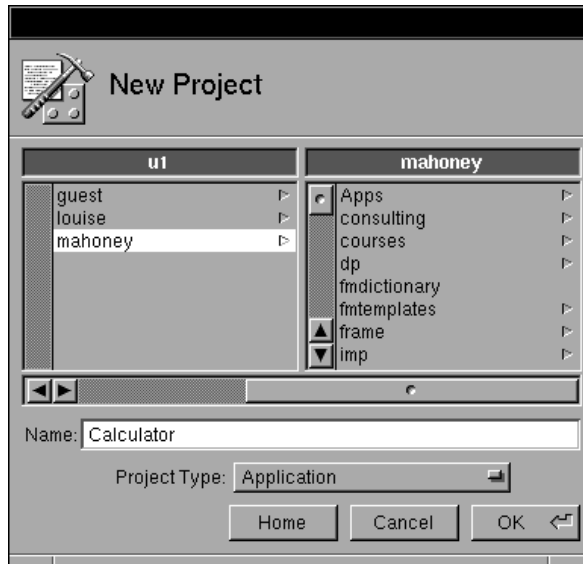 New Project
u1
mahoney
guest
louise
mahoney
Apps
consulting
courses
dp
fmdictionary
fmtemplates
frame
imp
Name: Calculator
Project Type: Application
Home
Cancel
OK